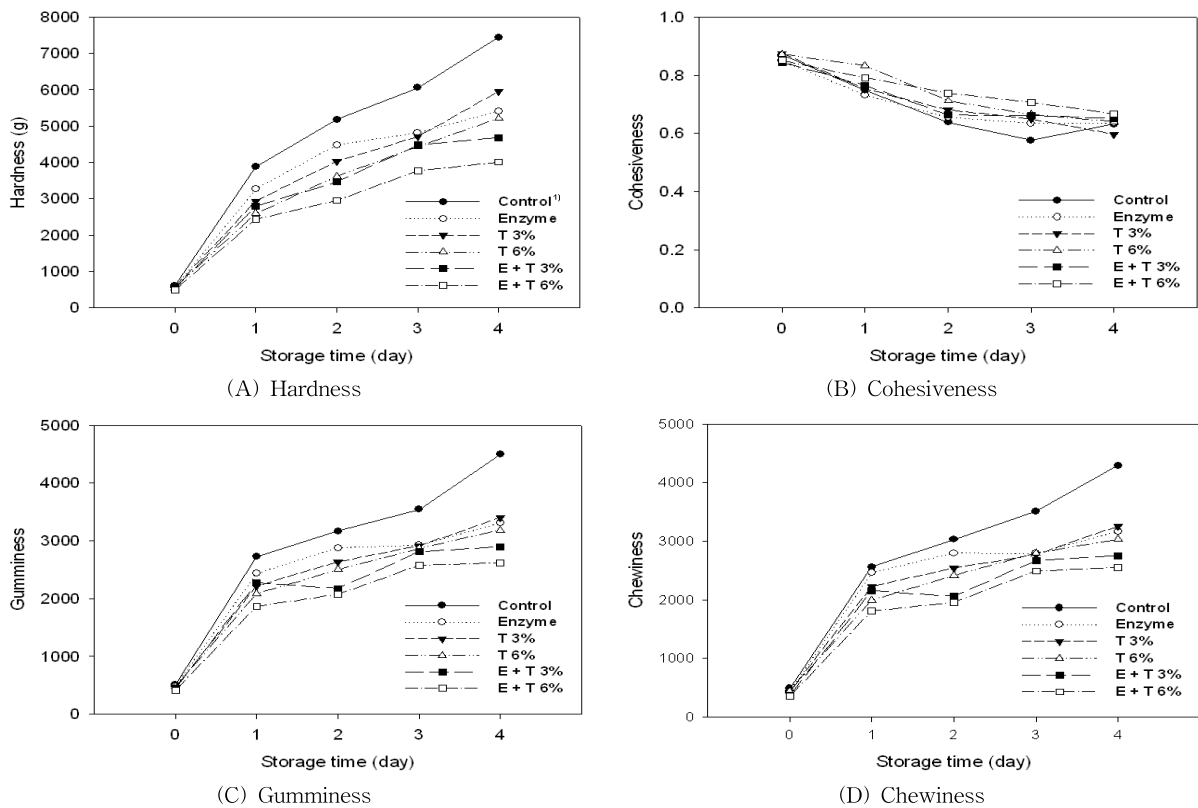 8000
7000
6000
5000
4000
3000
2000
1000
0
Hardness (g)
Control1)
Enzyme
T 3%
T 6%
E + T 3%
E + T 6%
0 1 2 3 4
Storage time (day)
(A) Hardness
1.0
0.8
0.6
0.4
0.2
0.0
Cohesiveness
Control
Enzyme
T 3%
T 6%
E + T 3%
E + T 6%
0 1 2 3 4
Storage time (day)
(B) Cohesiveness
5000
4000
3000
2000
1000
0
Gumminess
Control
Enzyme
T 3%
T 6%
E + T 3%
E + T 6%
0 1 2 3 4
Storage time (day)
(C) Gumminess
5000
4000
3000
2000
1000
0
Chewiness
Control
Enzyme
T 3%
T 6%
E + T 3%
E + T 6%
0 1 2 3 4
Storage time (day)
(D) Chewiness